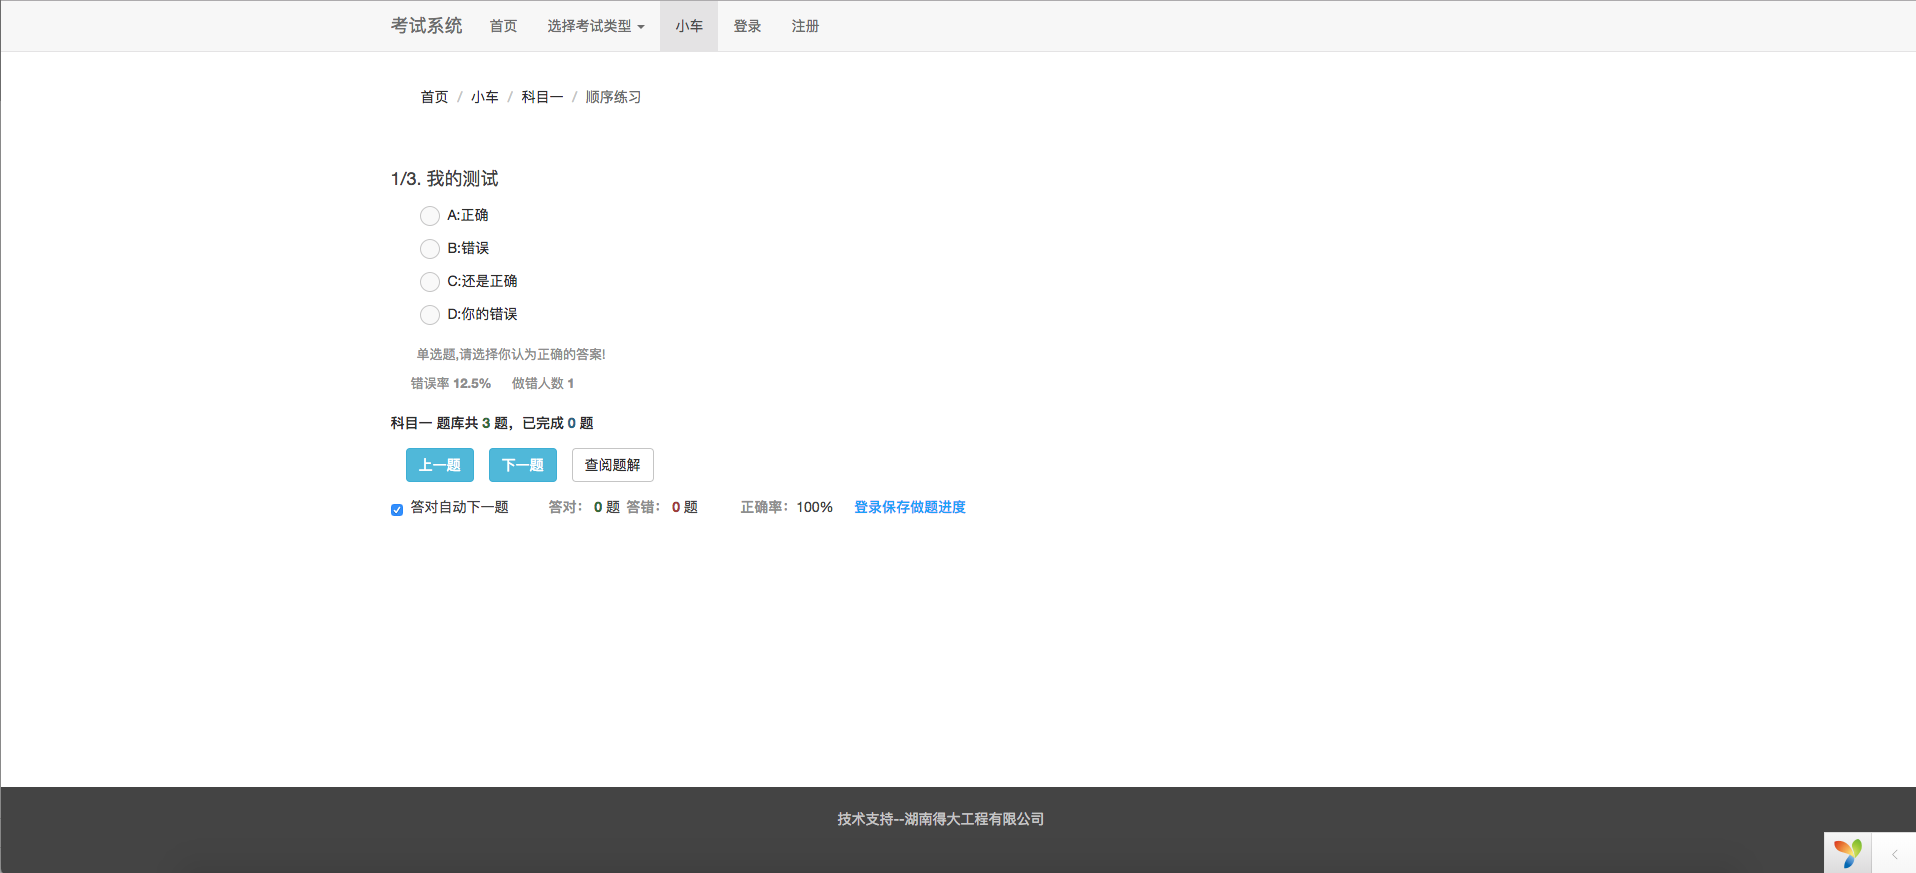 考试系统 首页 选择考试类型 小车 登录 注册
首页 / 小车 / 科目一 / 顺序练习
1/3. 我的测试
A:正确
B:错误
C:还是正确
D:你的错误
单选题,请选择你认为正确的答案!
错误率 12.5% 做错人数 1
科目一 题库共 3 题，已完成 0 题
上一题 下一题 查阅题解
答对自动下一题 答对： 0 题 答错： 0 题 正确率：100% 登录保存做题进度
技术支持--湖南得大工程有限公司